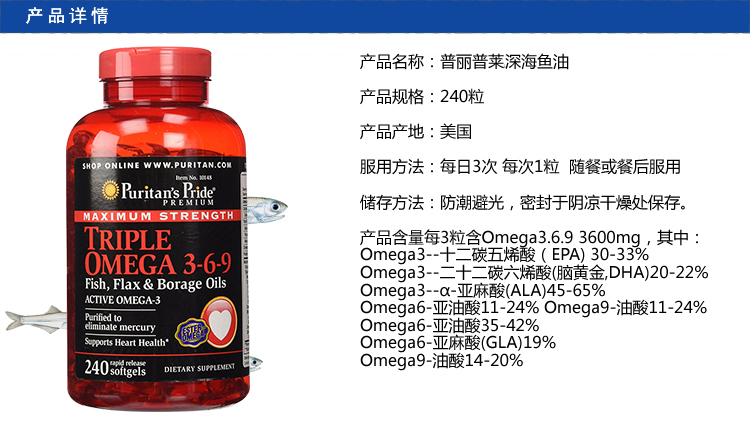 产品详情
SHOP ONLINE WWW.PURITAN.COM
Item No. 10148
Puritan's Pride®
PREMIUM
MAXIMUM STRENGTH
TRIPLE
OMEGA 3-6-9
Fish, Flax & Borage Oils
ACTIVE OMEGA-3
Purified to
eliminate mercury
Supports Heart Health*
ESTER
OMEGA
240 rapid release
softgels
DIETARY SUPPLEMENT
产品名称：普丽普莱深海鱼油
产品规格：240粒
产品产地：美国
服用方法：每日3次 每次1粒 随餐或餐后服用
储存方法：防潮避光，密封于阴凉干燥处保存。
产品含量每3粒含Omega3.6.9 3600mg，其中：
Omega3--十二碳五烯酸（EPA) 30-33%
Omega3--二十二碳六烯酸(脑黄金,DHA)20-22%
Omega3--α-亚麻酸(ALA)45-65%
Omega6-亚油酸11-24% Omega9-油酸11-24%
Omega6-亚油酸35-42%
Omega6-亚麻酸(GLA)19%
Omega9-油酸14-20%